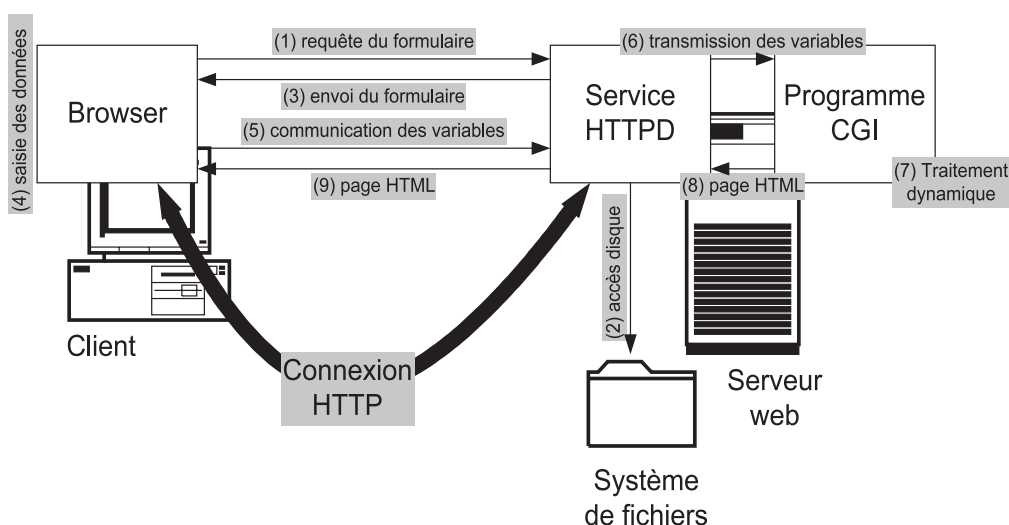 (1) requête du formulaire
(6) transmission des variables
(4) saisie des données
Browser
(3) envoi du formulaire
Service
HTTPD
Programme
CGI
(5) communication des variables
(9) page HTML
(8) page HTML
(7) Traitement
dynamique
(2) accès disque
Client
Connexion
HTTP
Serveur
web
Système
de fichiers